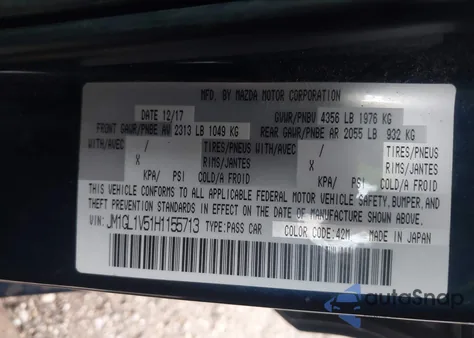 MFD. BY MAZDA MOTOR CORPORATION
DATE 12/17 GVWR/PNBV 4356 LB 1976 KG
FRONT GAWR/PNBE AV 2313 LB 1049 KG REAR GAWR/PNBE AR 2055 LB 932 KG
WITH/AVEC / TIRES/PNEUS WITH/AVEC / TIRES/PNEUS
X RIMS/JANTES X RIMS/JANTES
KPA/ PSI COLD/A FROID KPA/ PSI COLD/A FROID
THIS VEHICLE CONFORMS TO ALL APPLICABLE FEDERAL MOTOR VEHICLE SAFETY, BUMPER, AND
THEFT PREVENTION STANDARDS IN EFFECT ON THE DATE OF MANUFACTURE SHOWN ABOVE.
VIN: JM1GL1V51H1155713 TYPE:PASS CAR COLOR CODE:42M MADE IN JAPAN
autoSnap